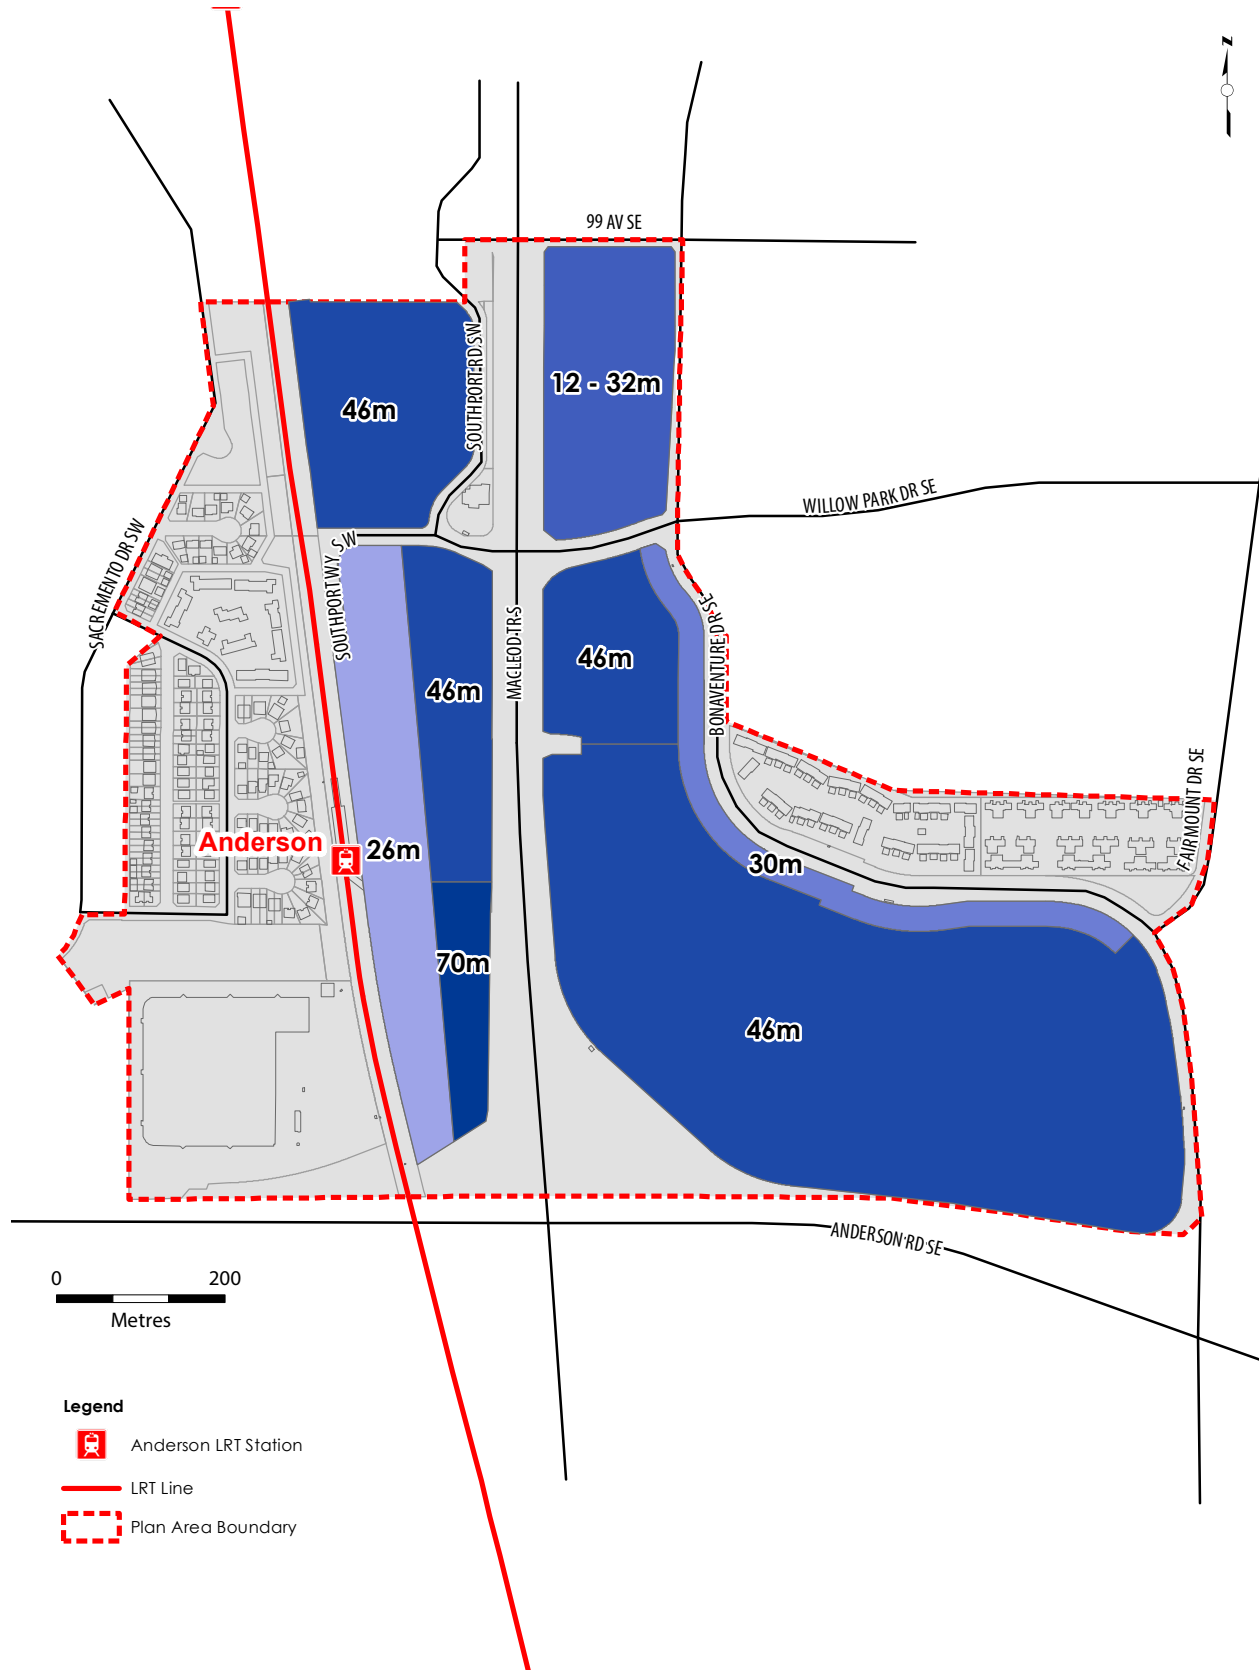 N
99 AV SE
12 - 32m
46m
SOUTHPORT RD SW
WILLOW PARK DR SE
SACREMENTO DR SW
SOUTHPORT WY SW
MACLEOD TR S
BONAVENTURE DR SE
46m
46m
FAIRMOUNT DR SE
Anderson
26m
30m
70m
46m
ANDERSON RD SE
0 200
Metres
Legend
Anderson LRT Station
LRT Line
Plan Area Boundary